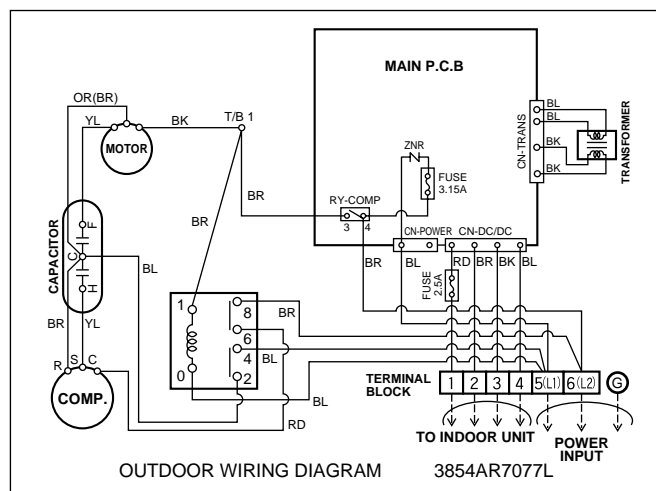 MAIN P.C.B
OR(BR)
YL
BK
T/B 1
MOTOR
ZNR
FUSE
3.15A
CN-TRANS
BL
BL
BK
BK
TRANSFORMER
BR
RY-COMP
3 4
BR
CN-POWER CN-DC/DC
CAPACITOR
F
C
H
BL
BR
BL
RD
BR
BK
BL
FUSE
2.5A
1
8
6
4
0
2
BR
BL
BR
YL
R
S
C
COMP.
RD
BL
TERMINAL
BLOCK
1 2 3 4 5(L1) 6(L2) G
TO INDOOR UNIT
POWER
INPUT
OUTDOOR WIRING DIAGRAM 3854AR7077L